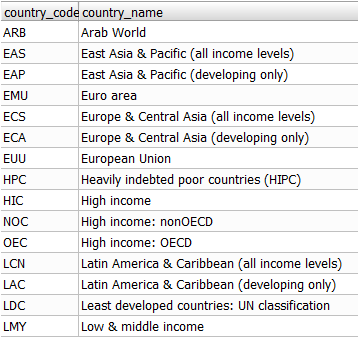 country_code country_name
ARB Arab World
EAS East Asia & Pacific (all income levels)
EAP East Asia & Pacific (developing only)
EMU Euro area
ECS Europe & Central Asia (all income levels)
ECA Europe & Central Asia (developing only)
EUU European Union
HPC Heavily indebted poor countries (HIPC)
HIC High income
NOC High income: nonOECD
OEC High income: OECD
LCN Latin America & Caribbean (all income levels)
LAC Latin America & Caribbean (developing only)
LDC Least developed countries: UN classification
LMY Low & middle income